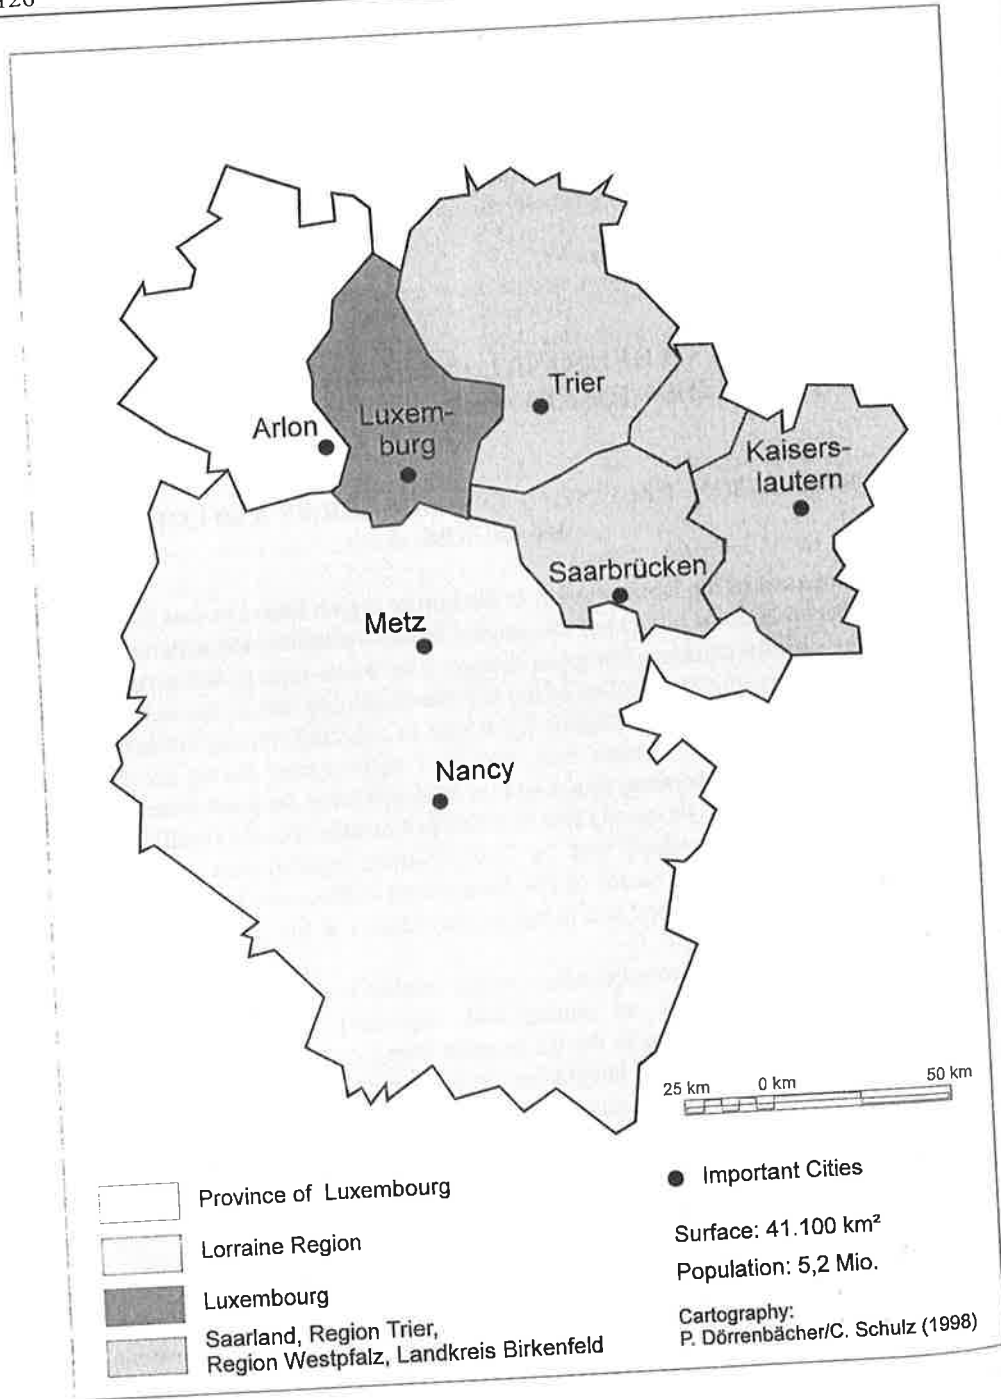 126
Trier
Arlon
Luxem-
burg
Kaisers-
lautern
Saarbrücken
Metz
Nancy
25 km 0 km 50 km
Province of Luxembourg
Lorraine Region
Luxembourg
Saarland, Region Trier,
Region Westpfalz, Landkreis Birkenfeld
Important Cities
Surface: 41.100 km²
Population: 5,2 Mio.
Cartography:
P. Dörrenbächer/C. Schulz (1998)